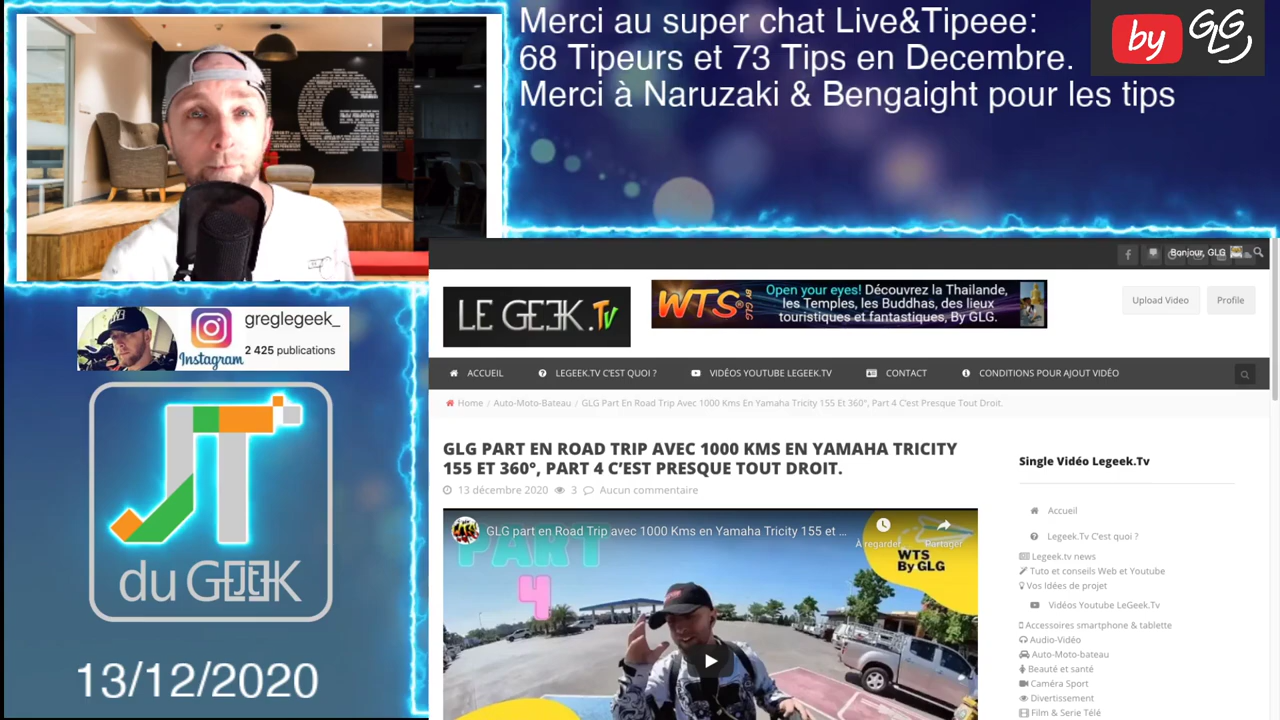 Merci au super chat Live&Tipeee:
68 Tipeurs et 73 Tips en Decembre.
Merci à Naruzaki & Bengaight pour les tips
by GLG
greglegeek_
Instagram
2 425 publications
JT
du GEEK
13/12/2020
Bonjour, GLG
LE GEEK.Tv
WTS BY GLG
Open your eyes! Découvrez la Thailande,
les Temples, les Buddhas, des lieux
touristiques et fantastiques, By GLG.
Upload Video
Profile
ACCUEIL
LEGEEK.TV C'EST QUOI ?
VIDÉOS YOUTUBE LEGEEK.TV
CONTACT
CONDITIONS POUR AJOUT VIDÉO
Home / Auto-Moto-Bateau / GLG Part En Road Trip Avec 1000 Kms En Yamaha Tricity 155 Et 360°, Part 4 C'est Presque Tout Droit.
GLG PART EN ROAD TRIP AVEC 1000 KMS EN YAMAHA TRICITY
155 ET 360°, PART 4 C'EST PRESQUE TOUT DROIT.
13 décembre 2020 3 Aucun commentaire
GLG part en Road Trip avec 1000 Kms en Yamaha Tricity 155 et ...
À regarder...
Partager
PART
4
WTS
By GLG
Single Vidéo Legeek.Tv
Accueil
Legeek.Tv C'est quoi ?
Legeek.tv news
Tuto et conseils Web et Youtube
Vos Idées de projet
Vidéos Youtube LeGeek.Tv
Accessoires smartphone & tablette
Audio-Vidéo
Auto-Moto-bateau
Beauté et santé
Caméra Sport
Divertissement
Film & Serie Télé